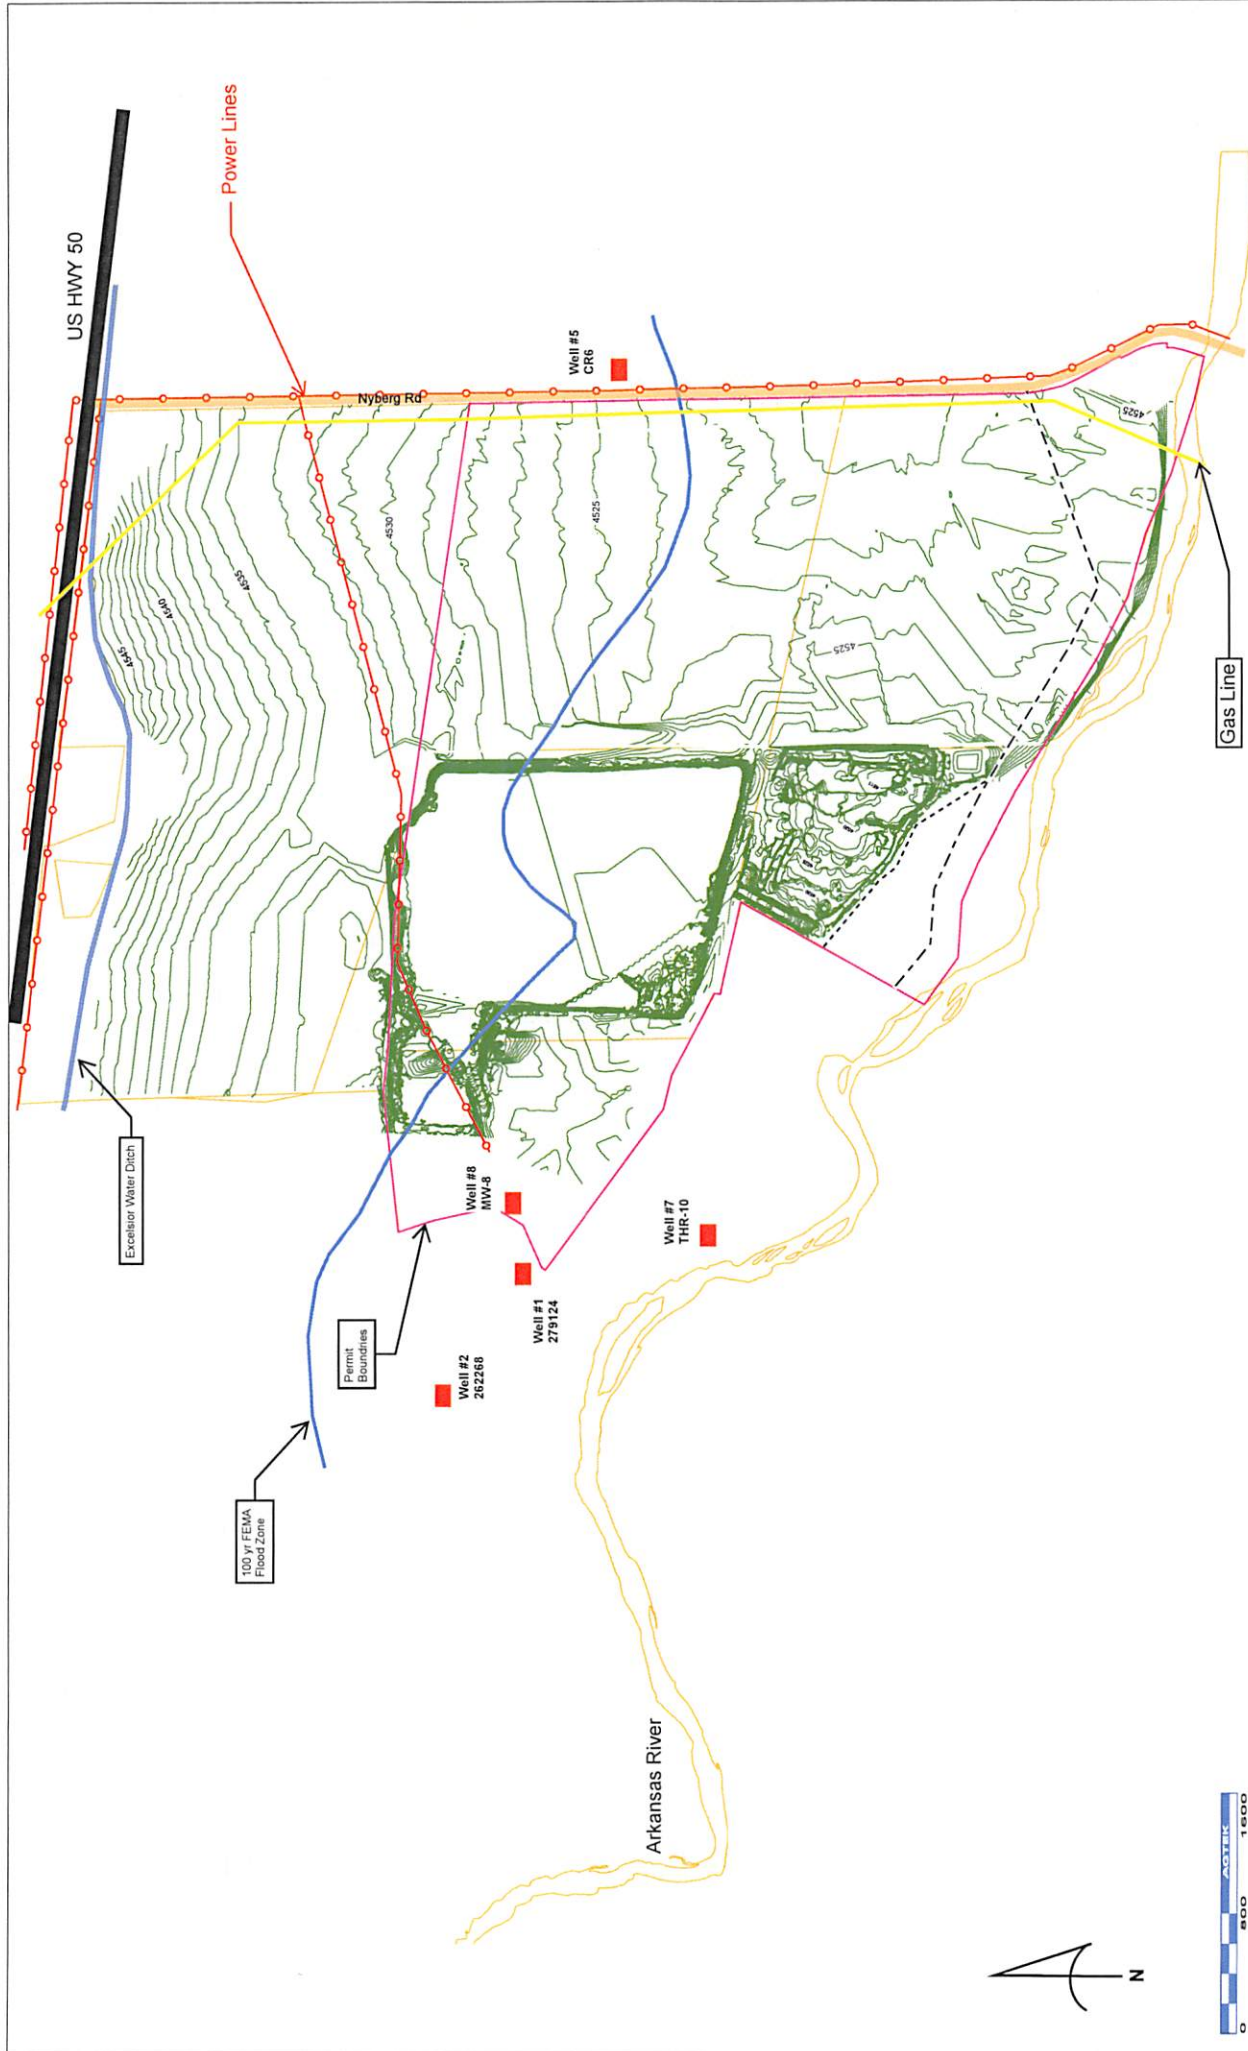 US HWY 50
Power Lines
Excelsior Water Ditch
Nyberg Rd
Well #5
CR6
4545
4540
4535
4530
4525
4525
4525
100 yr FEMA
Flood Zone
Permit
Boundries
Well #8
MW-8
Well #1
279124
Well #2
262268
Well #7
THR-10
Arkansas River
Gas Line
N
AGTEK
0 800 1600